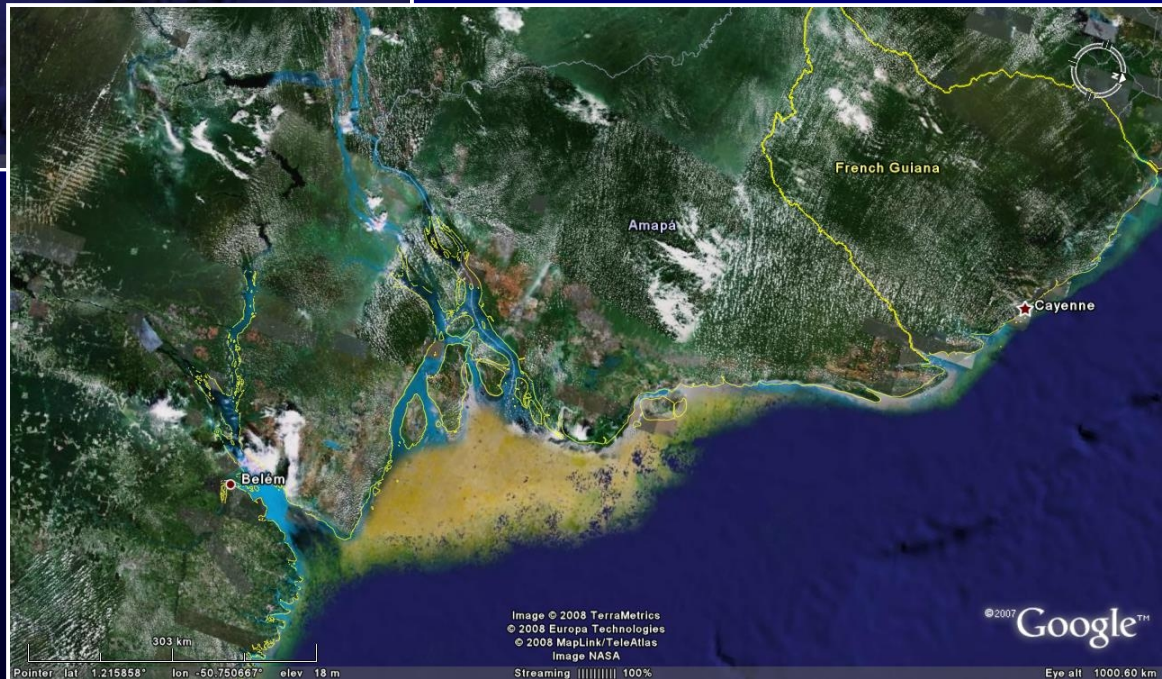 N
French Guiana
Amapá
Cayenne
Belém
Image © 2008 TerraMetrics
© 2008 Europa Technologies
© 2008 MapLink/TeleAtlas
Image NASA
©2007 Google™
303 km
Pointer lat 1.215858° lon -50.750667° elev 18 m Streaming |||||||||| 100% Eye alt 1000.60 km